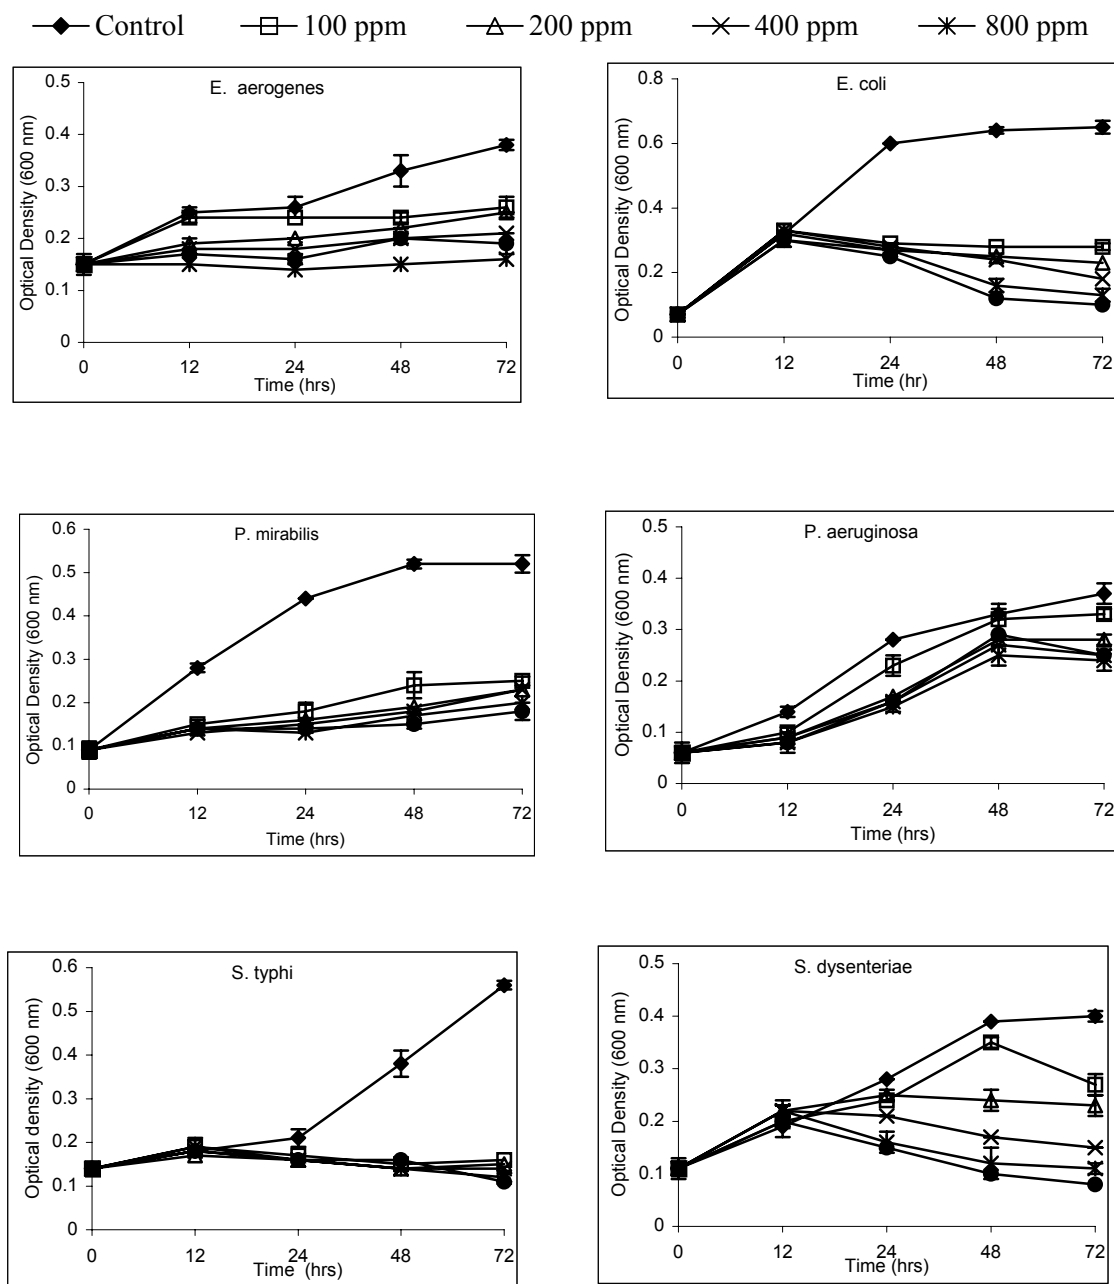 Control 100 ppm 200 ppm 400 ppm 800 ppm
E. aerogenes
Optical Density (600 nm)
0.5
0.4
0.3
0.2
0.1
0
0 12 24 48 72
Time (hrs)
E. coli
Optical Density (600 nm)
0.8
0.6
0.4
0.2
0
0 12 24 48 72
Time (hr)
P. mirabilis
Optical Density (600 nm)
0.6
0.5
0.4
0.3
0.2
0.1
0
0 12 24 48 72
Time (hrs)
P. aeruginosa
Optical Density (600 nm)
0.5
0.4
0.3
0.2
0.1
0
0 12 24 48 72
Time (hrs)
S. typhi
Optical density (600 nm)
0.6
0.5
0.4
0.3
0.2
0.1
0
0 12 24 48 72
Time (hrs)
S. dysenteriae
Optical Density (600 nm)
0.5
0.4
0.3
0.2
0.1
0
0 12 24 48 72
Time (hrs)